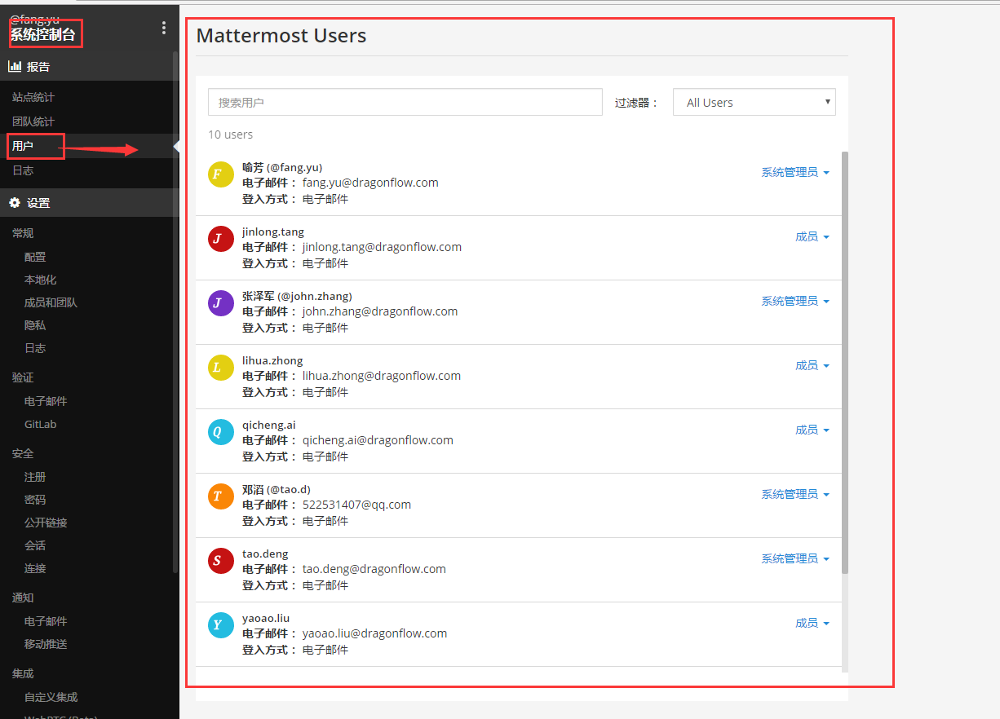 @fang.yu
系统控制台
报告
站点统计
团队统计
用户
日志
设置
常规
配置
本地化
成员和团队
隐私
日志
验证
电子邮件
GitLab
安全
注册
密码
公开链接
会话
连接
通知
电子邮件
移动推送
集成
自定义集成
WebRTC (Beta)
Mattermost Users
搜索用户 过滤器： All Users
10 users
F 喻芳 (@fang.yu) 系统管理员
电子邮件： fang.yu@dragonflow.com
登入方式： 电子邮件
J jinlong.tang 成员
电子邮件： jinlong.tang@dragonflow.com
登入方式： 电子邮件
J 张泽军 (@john.zhang) 系统管理员
电子邮件： john.zhang@dragonflow.com
登入方式： 电子邮件
L lihua.zhong 成员
电子邮件： lihua.zhong@dragonflow.com
登入方式： 电子邮件
Q qicheng.ai 成员
电子邮件： qicheng.ai@dragonflow.com
登入方式： 电子邮件
T 邓滔 (@tao.d) 系统管理员
电子邮件： 522531407@qq.com
登入方式： 电子邮件
S tao.deng 系统管理员
电子邮件： tao.deng@dragonflow.com
登入方式： 电子邮件
Y yaoao.liu 成员
电子邮件： yaoao.liu@dragonflow.com
登入方式： 电子邮件